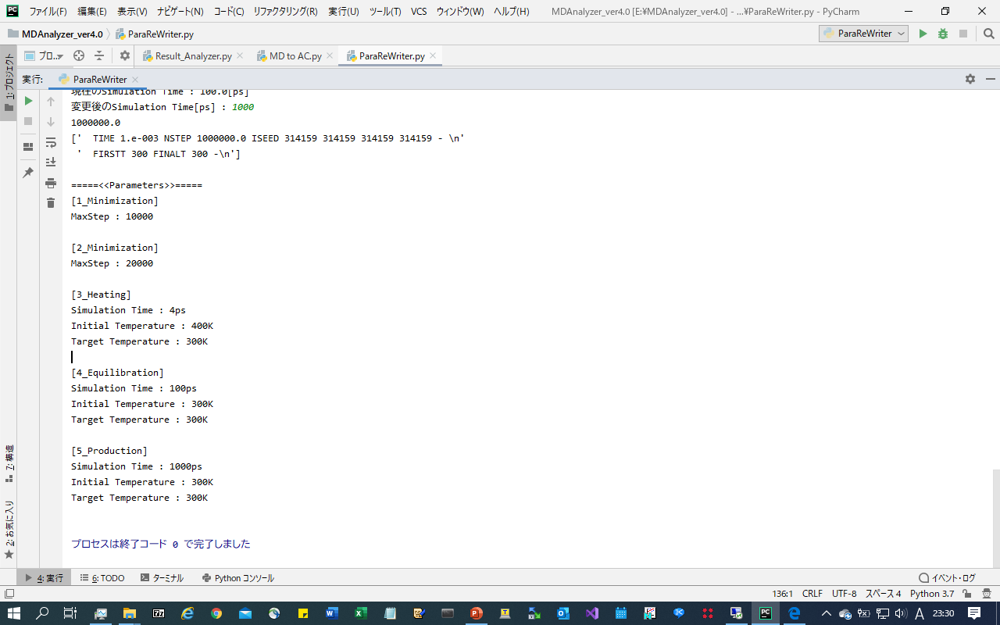 ファイル(F) 編集(E) 表示(V) ナビゲート(N) コード(C) リファクタリング(R) 実行(U) ツール(T) VCS ウィンドウ(W) ヘルプ(H) MDAnalyzer_ver4.0 [E:¥MDAnalyzer_ver4.0] - ...¥ParaReWriter.py - PyCharm
MDAnalyzer_ver4.0 ParaReWriter.py ParaReWriter
1: プロジェクト
プロ.. Result_Analyzer.py MD to AC.py ParaReWriter.py
実行: ParaReWriter
現在のSimulation Time : 100.0[ps]
変更後のSimulation Time[ps] : 1000
1000000.0
['  TIME 1.e-003 NSTEP 1000000.0 ISEED 314159 314159 314159 314159 - \n'
 '  FIRSTT 300 FINALT 300 -\n']
=====<<Parameters>>=====
[1_Minimization]
MaxStep : 10000
[2_Minimization]
MaxStep : 20000
[3_Heating]
Simulation Time : 4ps
Initial Temperature : 400K
Target Temperature : 300K
[4_Equilibration]
Simulation Time : 100ps
Initial Temperature : 300K
Target Temperature : 300K
[5_Production]
Simulation Time : 1000ps
Initial Temperature : 300K
Target Temperature : 300K
プロセスは終了コード 0 で完了しました
7: 構造
2: お気に入り
4: 実行 6: TODO ターミナル Python コンソール イベント・ログ
136:1 CRLF UTF-8 スペース 4 Python 3.7
A 23:30